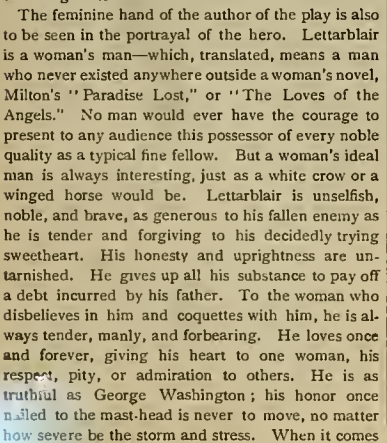 The feminine hand of the author of the play is also
to be seen in the portrayal of the hero. Lettarblair
is a woman's man—which, translated, means a man
who never existed anywhere outside a woman's novel,
Milton's "Paradise Lost," or "The Loves of the
Angels." No man would ever have the courage to
present to any audience this possessor of every noble
quality as a typical fine fellow. But a woman's ideal
man is always interesting, just as a white crow or a
winged horse would be. Lettarblair is unselfish,
noble, and brave, as generous to his fallen enemy as
he is tender and forgiving to his decidedly trying
sweetheart. His honesty and uprightness are un-
tarnished. He gives up all his substance to pay off
a debt incurred by his father. To the woman who
disbelieves in him and coquettes with him, he is al-
ways tender, manly, and forbearing. He loves once
and forever, giving his heart to one woman, his
respect, pity, or admiration to others. He is as
truthful as George Washington; his honor once
nailed to the mast-head is never to move, no matter
how severe be the storm and stress. When it comes